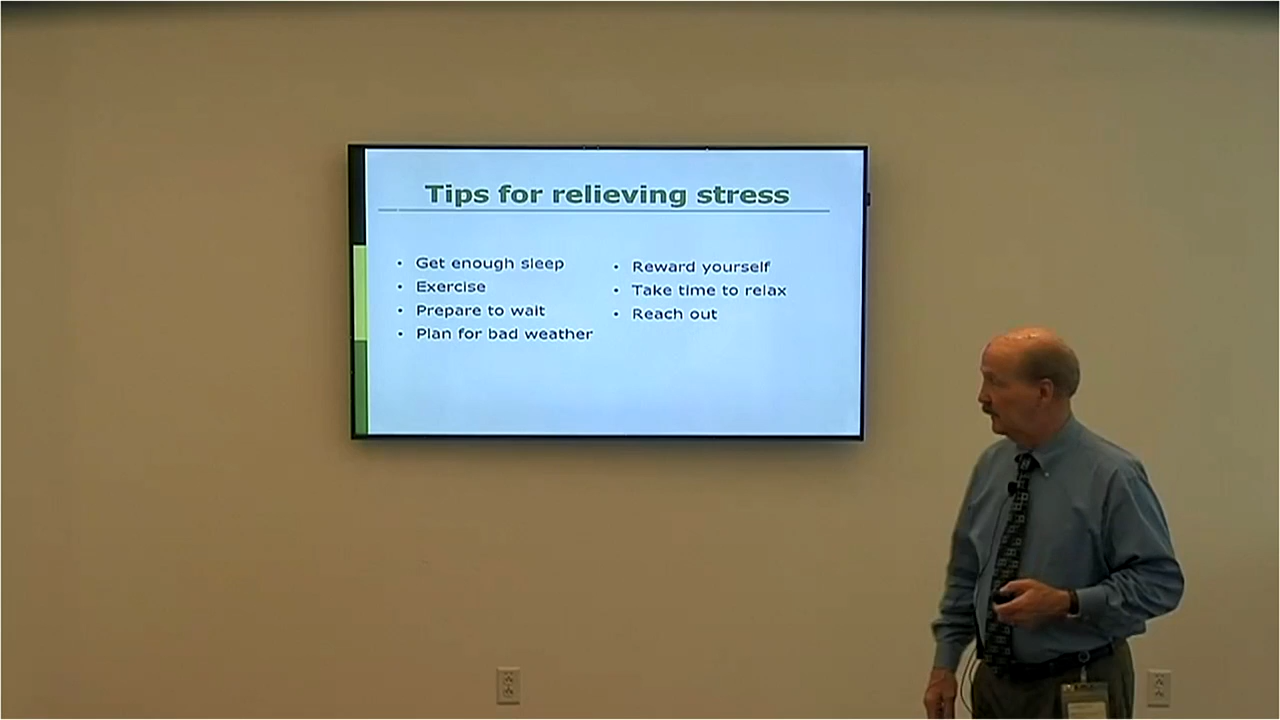 Tips for relieving stress
• Get enough sleep
• Exercise
• Prepare to wait
• Plan for bad weather
• Reward yourself
• Take time to relax
• Reach out